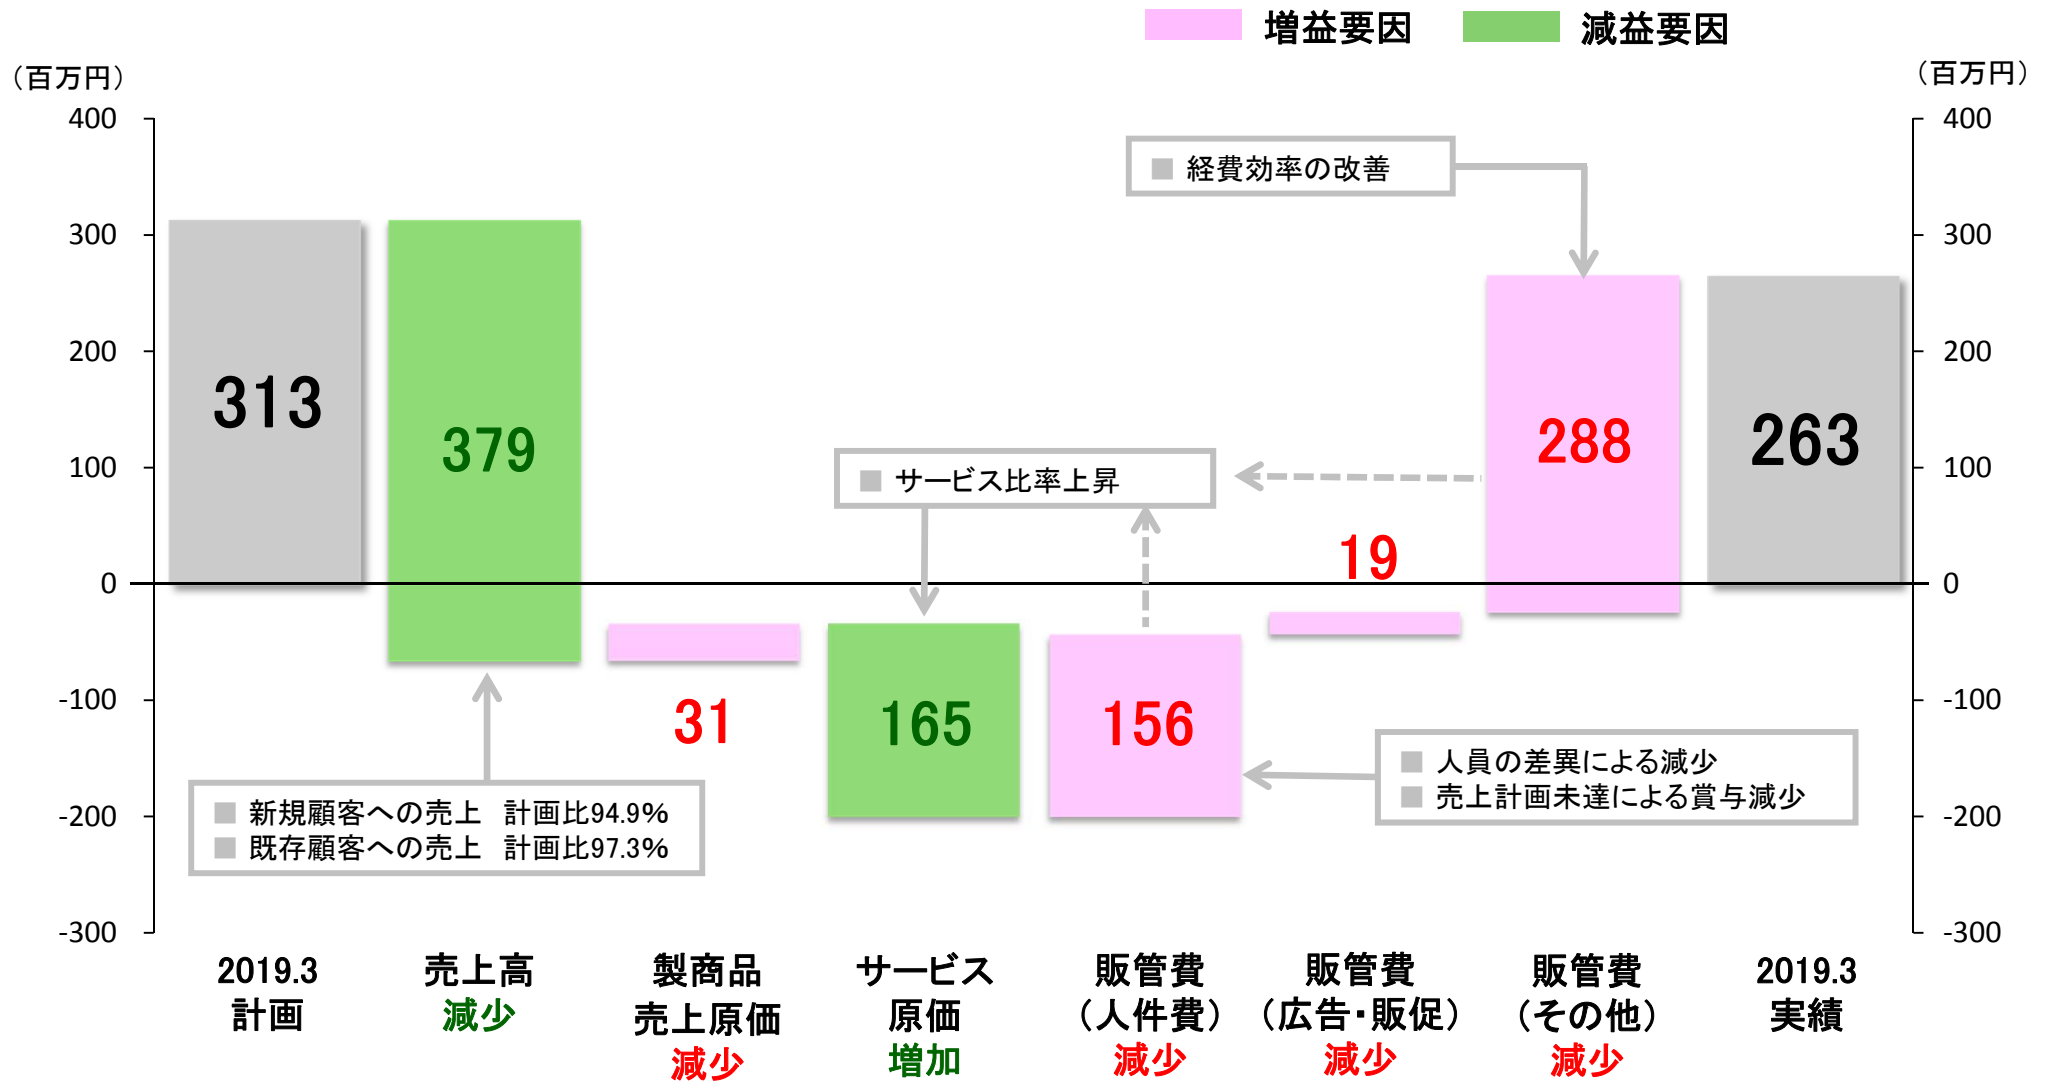 増益要因 減益要因
（百万円） （百万円）
400 400
■ 経費効率の改善
300 300
200 200
313
379
288
263
100 100
■ サービス比率上昇
19
0 0
-100 -100
31
165
156
■ 人員の差異による減少
■ 売上計画未達による賞与減少
■ 新規顧客への売上　計画比94.9%
■ 既存顧客への売上　計画比97.3%
-200 -200
-300 -300
2019.3
計画
売上高
減少
製商品
売上原価
減少
サービス
原価
増加
販管費
（人件費）
減少
販管費
（広告・販促）
減少
販管費
（その他）
減少
2019.3
実績